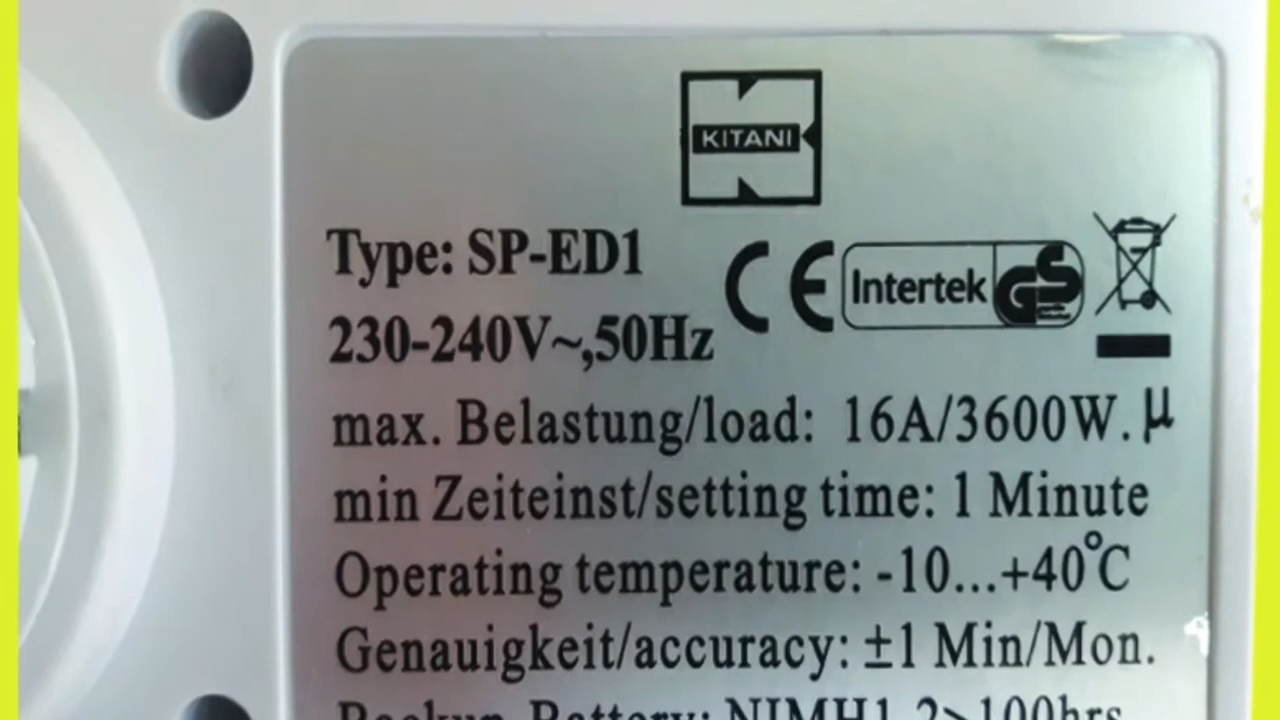 KITANI
Type: SP-ED1
CE Intertek GS
230-240V~,50Hz
max. Belastung/load: 16A/3600W. µ
min Zeiteinst/setting time: 1 Minute
Operating temperature: -10...+40°C
Genauigkeit/accuracy: ±1 Min/Mon.
Backup Battery: NIMH1.2>100hrs